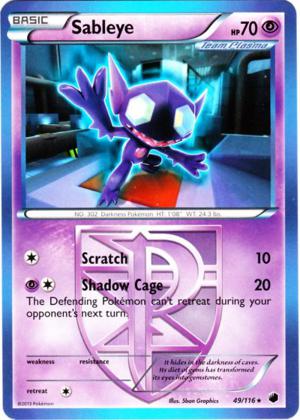 BASIC
Sableye
HP70
Team Plasma
NO. 302 Darkness Pokémon HT: 1'08" WT: 24.3 lbs.
Scratch 10
Shadow Cage 20
The Defending Pokémon can't retreat during your
opponent's next turn.
weakness resistance
It hides in the darkness of caves.
Its diet of gems has transformed
its eyes into gemstones.
retreat
©2013 Pokémon
Illus. 5ban Graphics
49/116